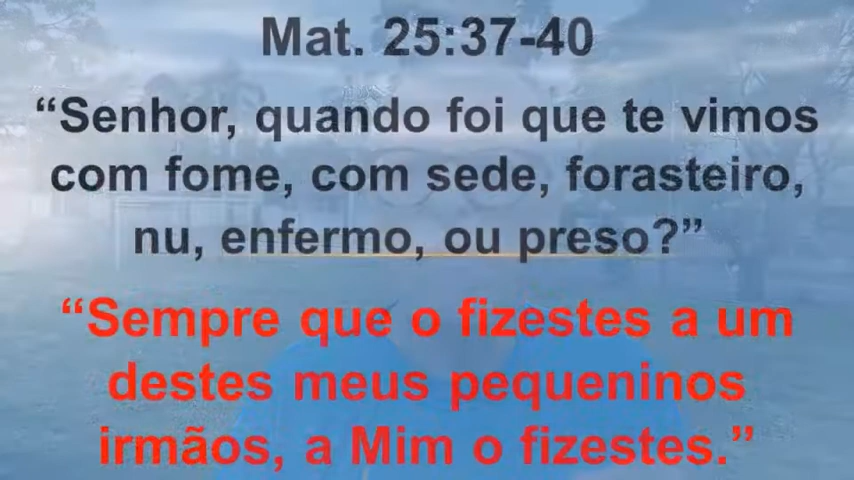 Mat. 25:37-40
“Senhor, quando foi que te vimos
com fome, com sede, forasteiro,
nu, enfermo, ou preso?”
“Sempre que o fizestes a um
destes meus pequeninos
irmãos, a Mim o fizestes.”